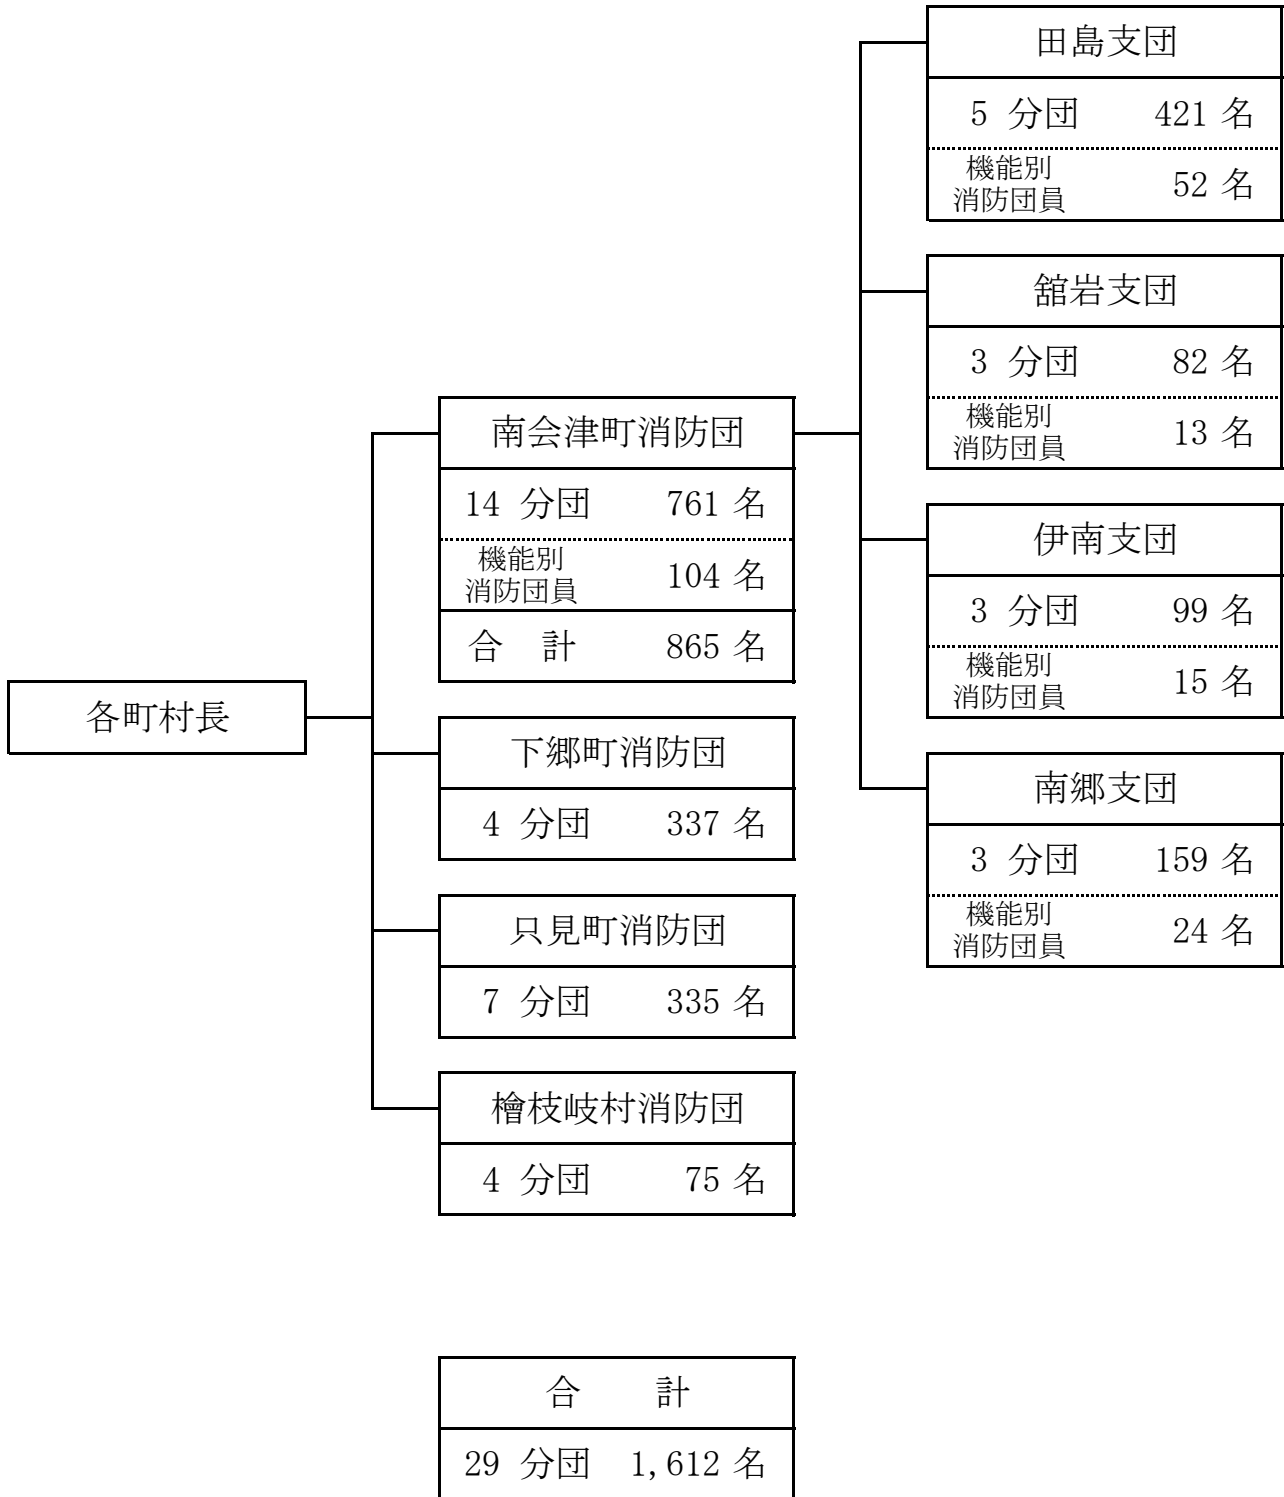 各町村長
南会津町消防団
14 分団 761 名
機能別
消防団員 104 名
合 計 865 名
下郷町消防団
4 分団 337 名
只見町消防団
7 分団 335 名
檜枝岐村消防団
4 分団 75 名
田島支団
5 分団 421 名
機能別
消防団員 52 名
舘岩支団
3 分団 82 名
機能別
消防団員 13 名
伊南支団
3 分団 99 名
機能別
消防団員 15 名
南郷支団
3 分団 159 名
機能別
消防団員 24 名
合 計
29 分団 1,612 名